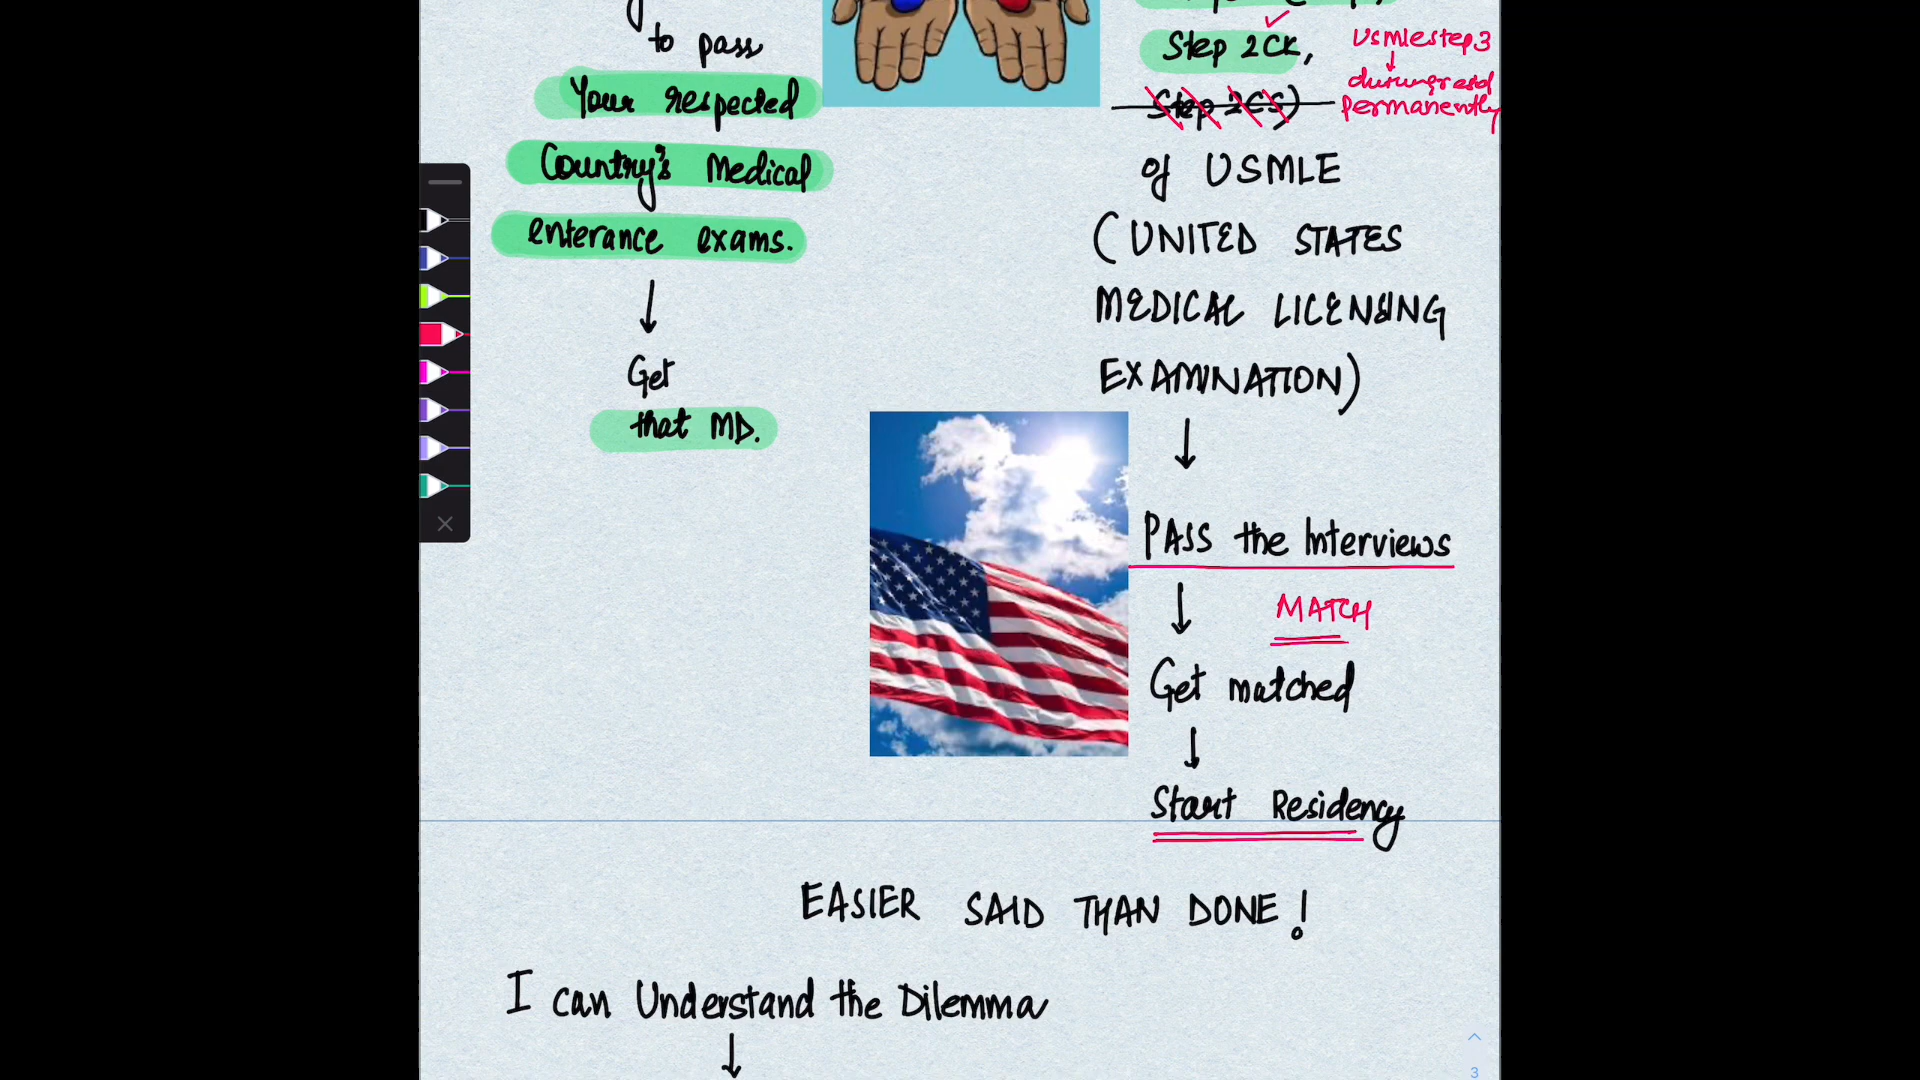 to pass
Your respected
Country's Medical
enterance exams.
↓
Get
that MD.
Step 2CK,
Step 2CS)
Usmlestep3
↓
permanently
of USMLE
(UNITED STATES
MEDICAL LICENSING
EXAMINATION)
↓
PASS the Interviews
↓
MATCH
Get matched
↓
Start Residency
EASIER SAID THAN DONE!
I can Understand the Dilemma
↓
3